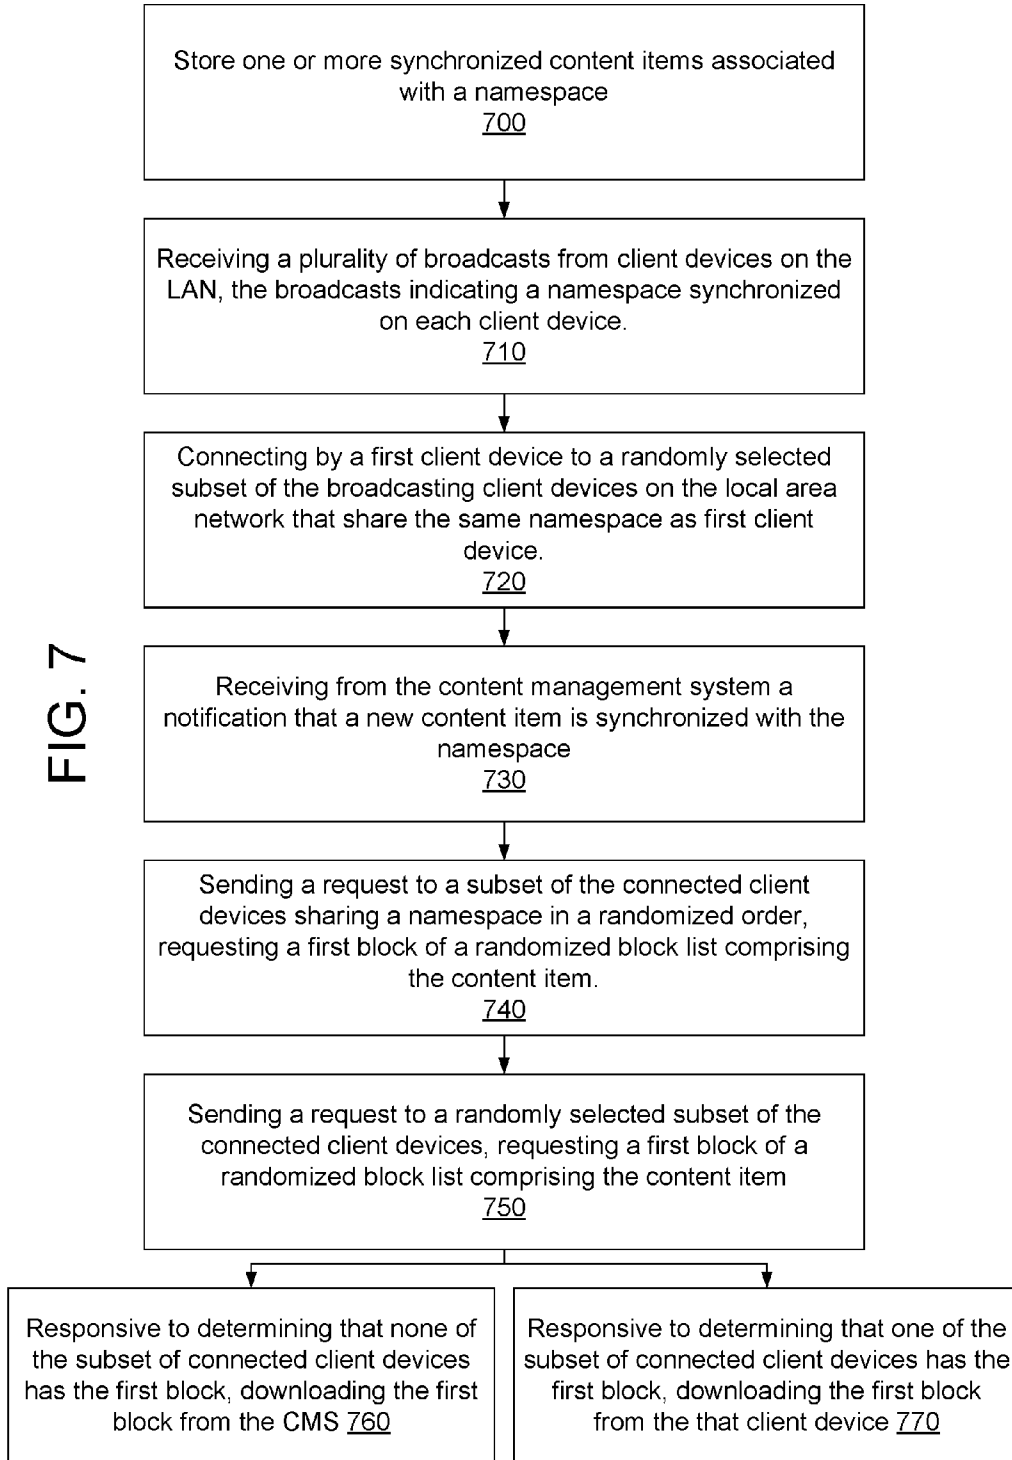 Store one or more synchronized content items associated
with a namespace
700
Receiving a plurality of broadcasts from client devices on the
LAN, the broadcasts indicating a namespace synchronized
on each client device.
710
Connecting by a first client device to a randomly selected
subset of the broadcasting client devices on the local area
network that share the same namespace as first client
device.
720
FIG. 7
Receiving from the content management system a
notification that a new content item is synchronized with the
namespace
730
Sending a request to a subset of the connected client
devices sharing a namespace in a randomized order,
requesting a first block of a randomized block list comprising
the content item.
740
Sending a request to a randomly selected subset of the
connected client devices, requesting a first block of a
randomized block list comprising the content item
750
Responsive to determining that none of
the subset of connected client devices
has the first block, downloading the first
block from the CMS 760
Responsive to determining that one of the
subset of connected client devices has the
first block, downloading the first block
from the that client device 770